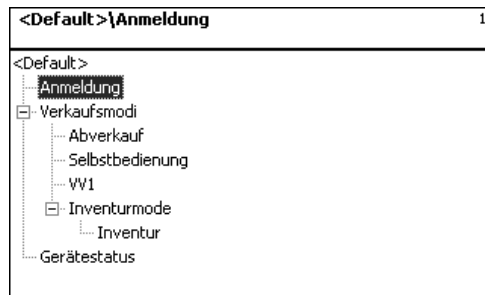 <Default>\Anmeldung 1
<Default>
Anmeldung
Verkaufsmodi
Abverkauf
Selbstbedienung
VV1
Inventurmode
Inventur
Gerätestatus